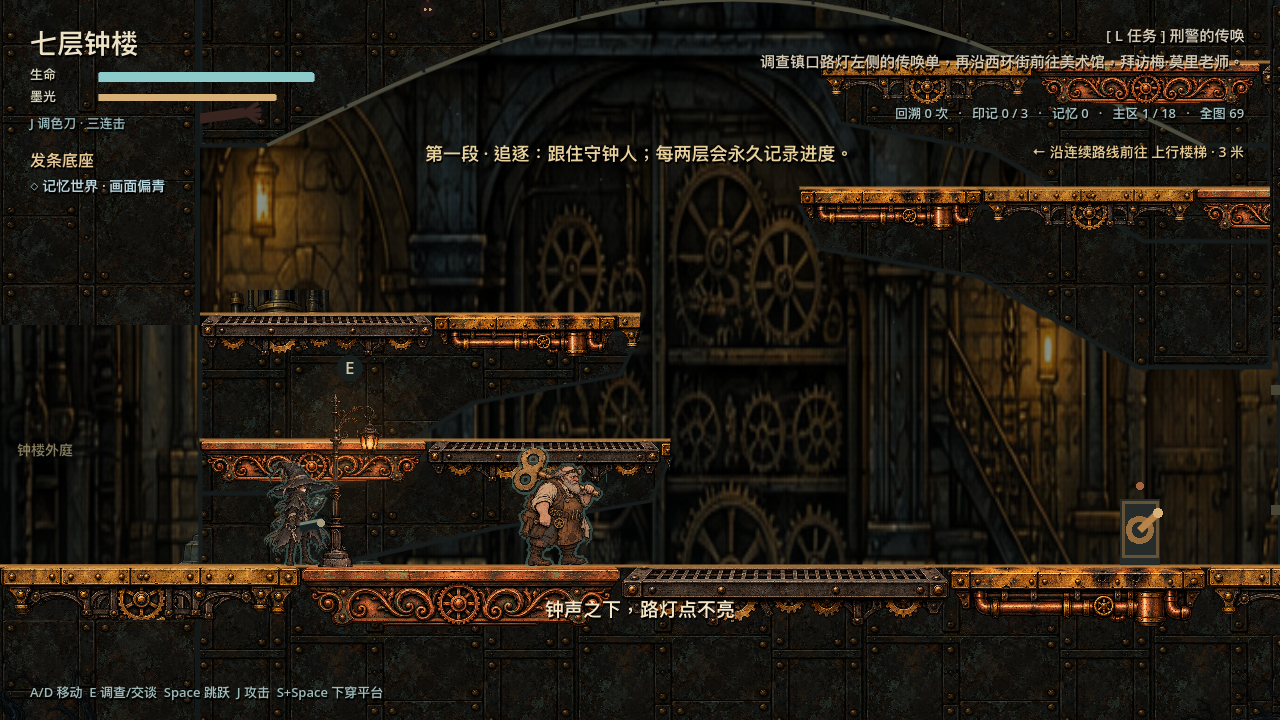 七层钟楼
生命
墨光
J 调色刀 · 三连击
发条底座
◇ 记忆世界 · 画面偏青
[ L 任务 ] 刑警的传唤
调查镇口路灯左侧的传唤单，再沿西环街前往美术馆，拜访梅·莫里老师。
回溯 0 次 · 印记 0 / 3 · 记忆 0 · 主区 1 / 18 · 全图 69
第一段 · 追逐：跟住守钟人；每两层会永久记录进度。
← 沿连续路线前往 上行楼梯 · 3 米
E
钟楼外庭
钟声之下，路灯点不亮
A/D 移动 E 调查/交谈 Space 跳跃 J 攻击 S+Space 下穿平台